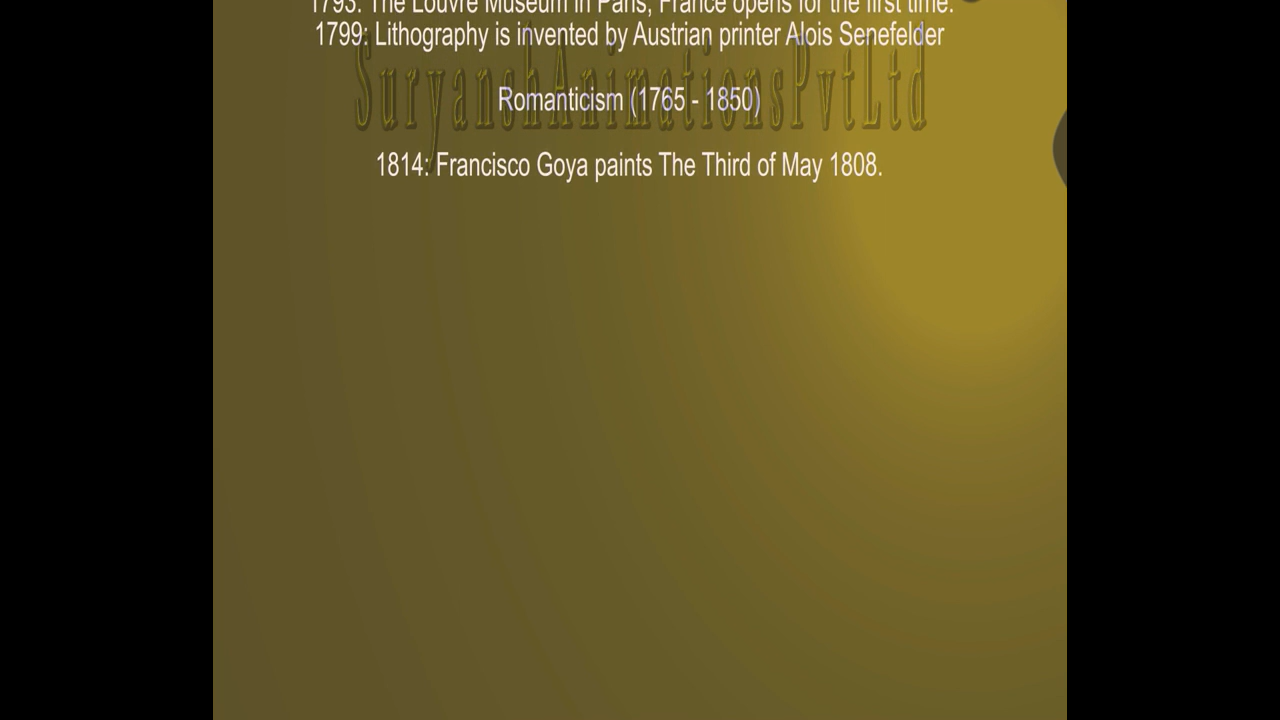 1793: The Louvre Museum in Paris, France opens for the first time.
1799: Lithography is invented by Austrian printer Alois Senefelder
SuryanshAnimationsPvtLtd
Romanticism (1765 - 1850)
1814: Francisco Goya paints The Third of May 1808.